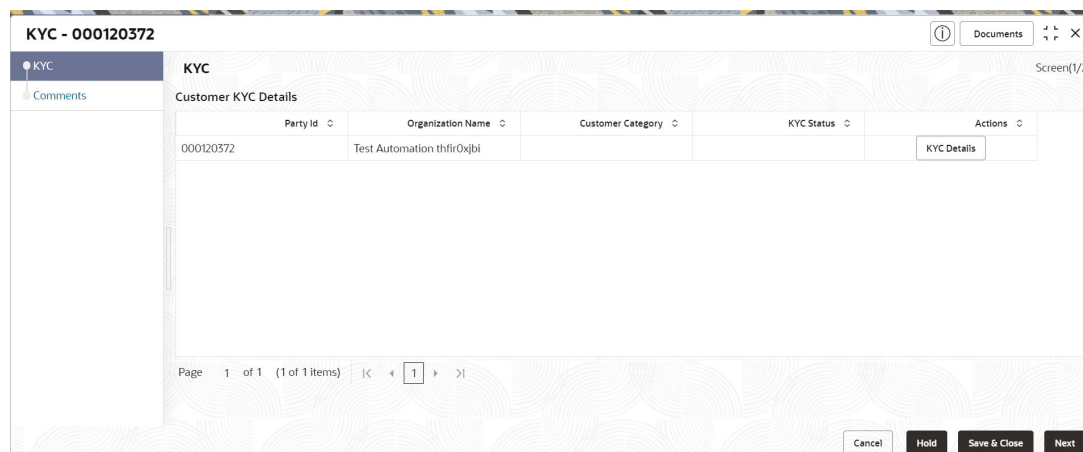 KYC - 000120372
Documents
KYC
Comments
KYC
Screen(1/
Customer KYC Details
Party Id Organization Name Customer Category KYC Status Actions
000120372 Test Automation thfir0xjbi KYC Details
Page 1 of 1 (1 of 1 items) 1
Cancel Hold Save & Close Next